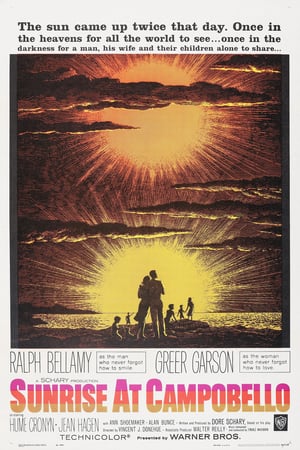 The sun came up twice that day. Once in
the heavens for all the world to see...once in the
darkness for a man, his wife and their children alone to share...
RALPH BELLAMY
as the man
who never forgot
how to smile.
GREER GARSON
as the woman
who never forgot
how to love.
A SCHARY PRODUCTION
SUNRISE AT CAMPOBELLO
HUME CRONYN · JEAN HAGEN
with ANN SHOEMAKER · ALAN BUNCE · Written and Produced by DORE SCHARY,
Directed by VINCENT J. DONEHUE · Associate Producer WALTER REILLY ·
TECHNICOLOR® Presented by WARNER BROS.